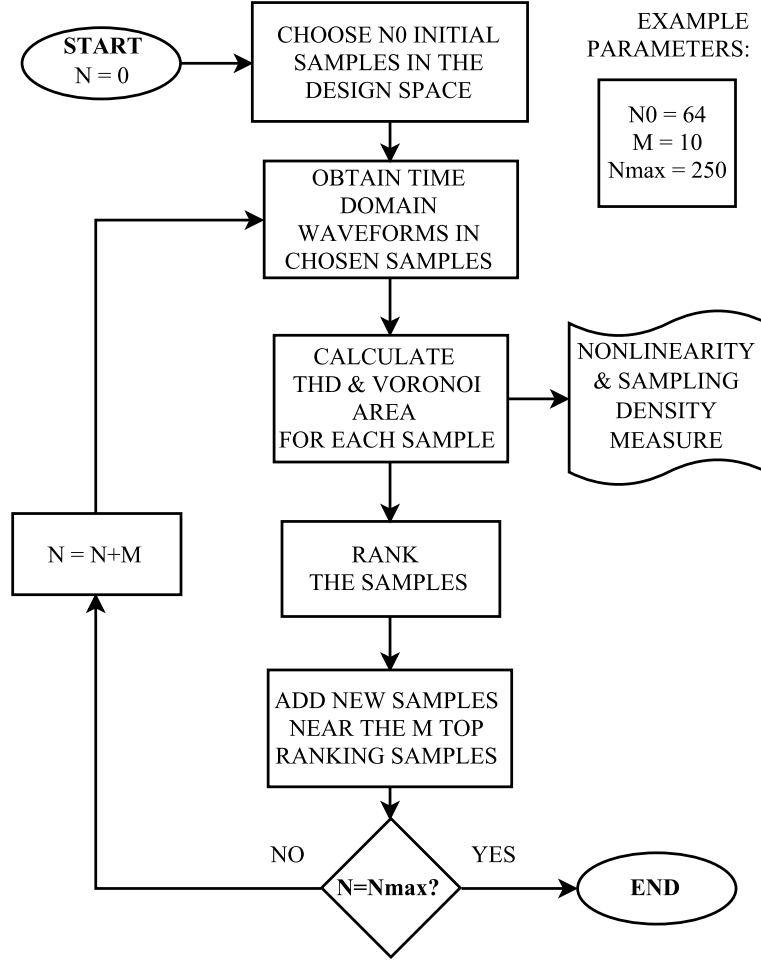 START
N = 0
CHOOSE N0 INITIAL
SAMPLES IN THE
DESIGN SPACE
EXAMPLE
PARAMETERS:
N0 = 64
M = 10
Nmax = 250
OBTAIN TIME
DOMAIN
WAVEFORMS IN
CHOSEN SAMPLES
CALCULATE
THD & VORONOI
AREA
FOR EACH SAMPLE
NONLINEARITY
& SAMPLING
DENSITY
MEASURE
N = N+M
RANK
THE SAMPLES
ADD NEW SAMPLES
NEAR THE M TOP
RANKING SAMPLES
NO
YES
N=Nmax?
END